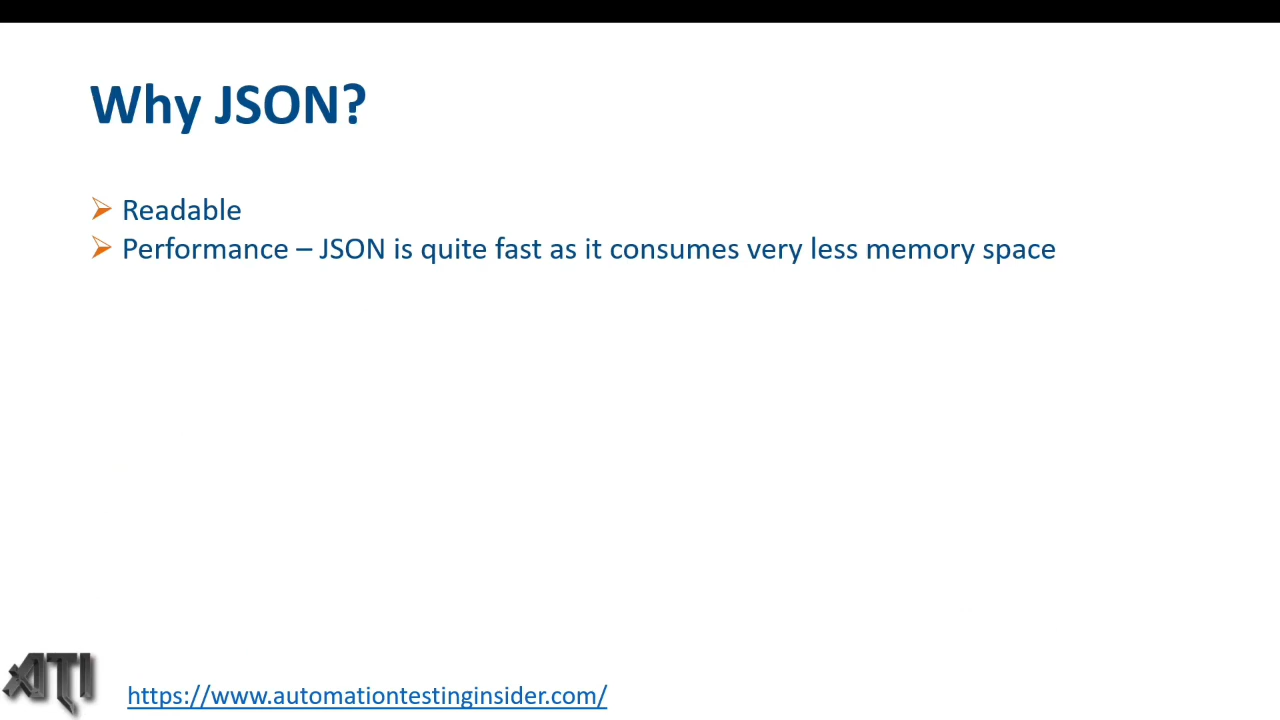 Why JSON?
Readable
Performance – JSON is quite fast as it consumes very less memory space
ATI
https://www.automationtestinginsider.com/